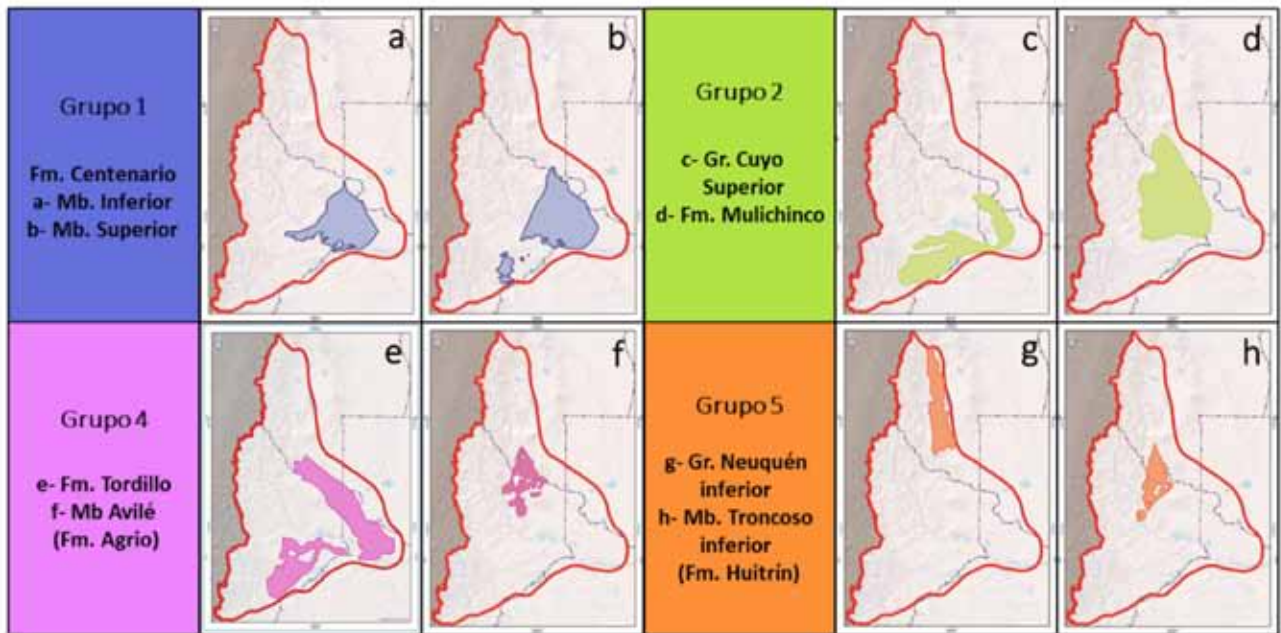 Grupo 1
Fm. Centenario
a- Mb. Inferior
b- Mb. Superior
a
b
Grupo 2
c- Gr. Cuyo
Superior
d- Fm. Mulichinco
c
d
Grupo 4
e- Fm. Tordillo
f- Mb Avilé
(Fm. Agrio)
e
f
Grupo 5
g- Gr. Neuquén
inferior
h- Mb. Troncoso
inferior
(Fm. Huitrín)
g
h